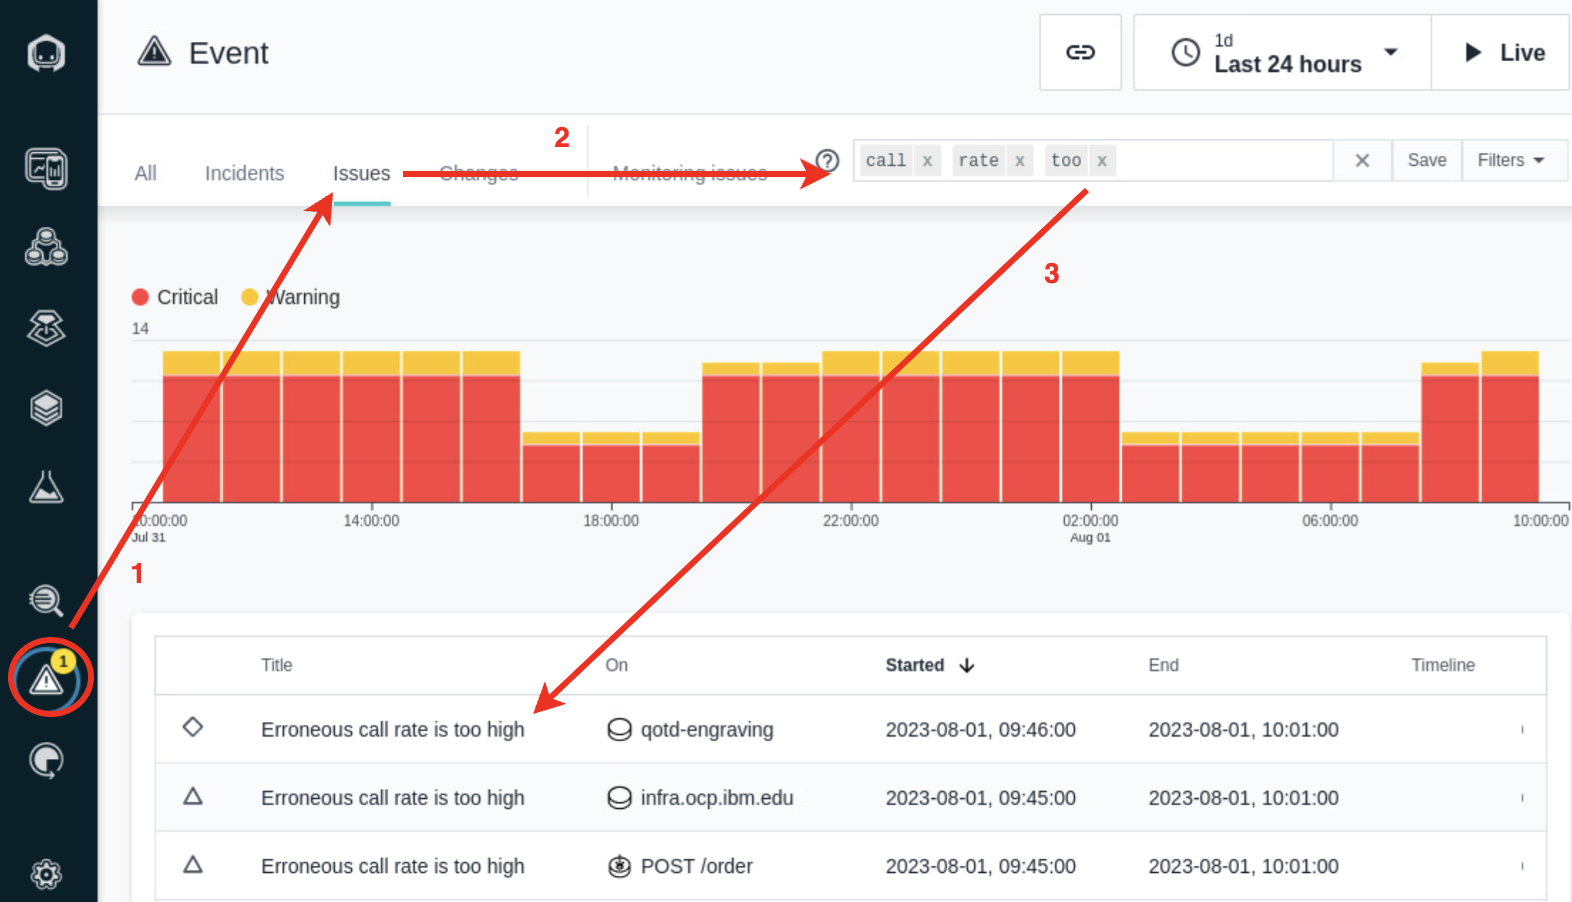 Event
1d
Last 24 hours
Live
2
All Incidents Issues Changes Monitoring issues
call x rate x too x
Save
Filters
3
Critical Warning
14
10:00:00 14:00:00 18:00:00 22:00:00 02:00:00 06:00:00 10:00:00
Jul 31 Aug 01
1
1
Title On Started End Timeline
Erroneous call rate is too high qotd-engraving 2023-08-01, 09:46:00 2023-08-01, 10:01:00
Erroneous call rate is too high infra.ocp.ibm.edu 2023-08-01, 09:45:00 2023-08-01, 10:01:00
Erroneous call rate is too high POST /order 2023-08-01, 09:45:00 2023-08-01, 10:01:00